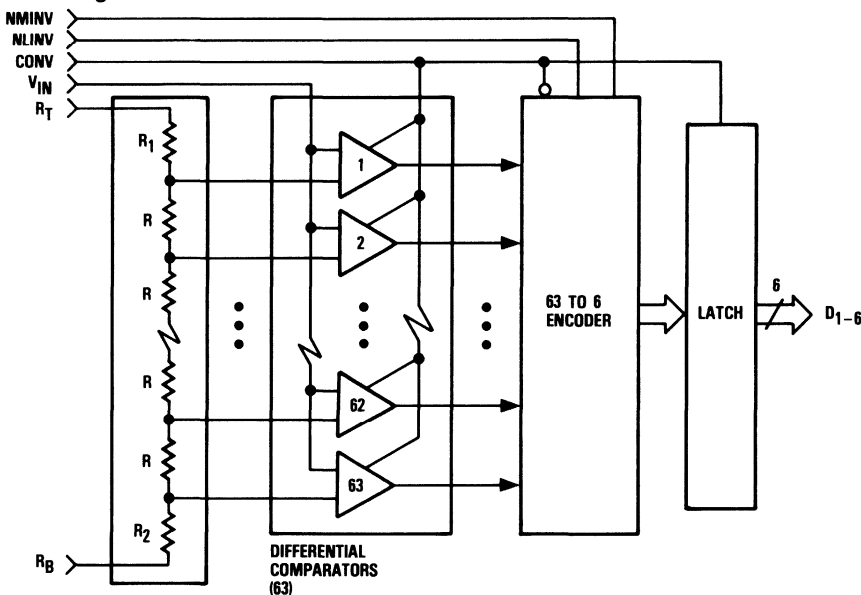 NMINV
NLINV
CONV
VIN
RT
R1
R
R
R
R
R2
RB
1
2
62
63
DIFFERENTIAL
COMPARATORS
(63)
63 TO 6
ENCODER
LATCH
6
D1–6